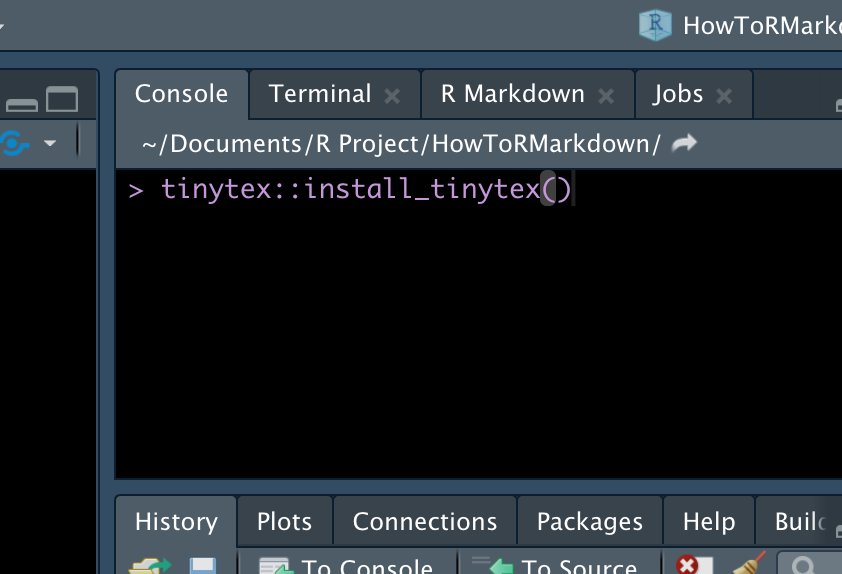 HowToRMark
Console Terminal R Markdown Jobs
~/Documents/R Project/HowToRMarkdown/
> tinytex::install_tinytex()
History Plots Connections Packages Help Buil
To Console To Source